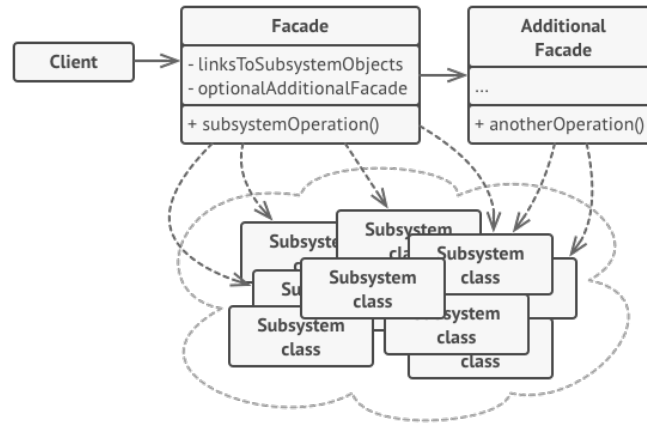 Facade
Additional
Facade
Client
- linksToSubsystemObjects
- optionalAdditionalFacade
...
+ subsystemOperation()
+ anotherOperation()
Subsystem
class
Subsystem
Subsystem
class
Subsystem
class
Subsystem
class
Subsystem
class
class